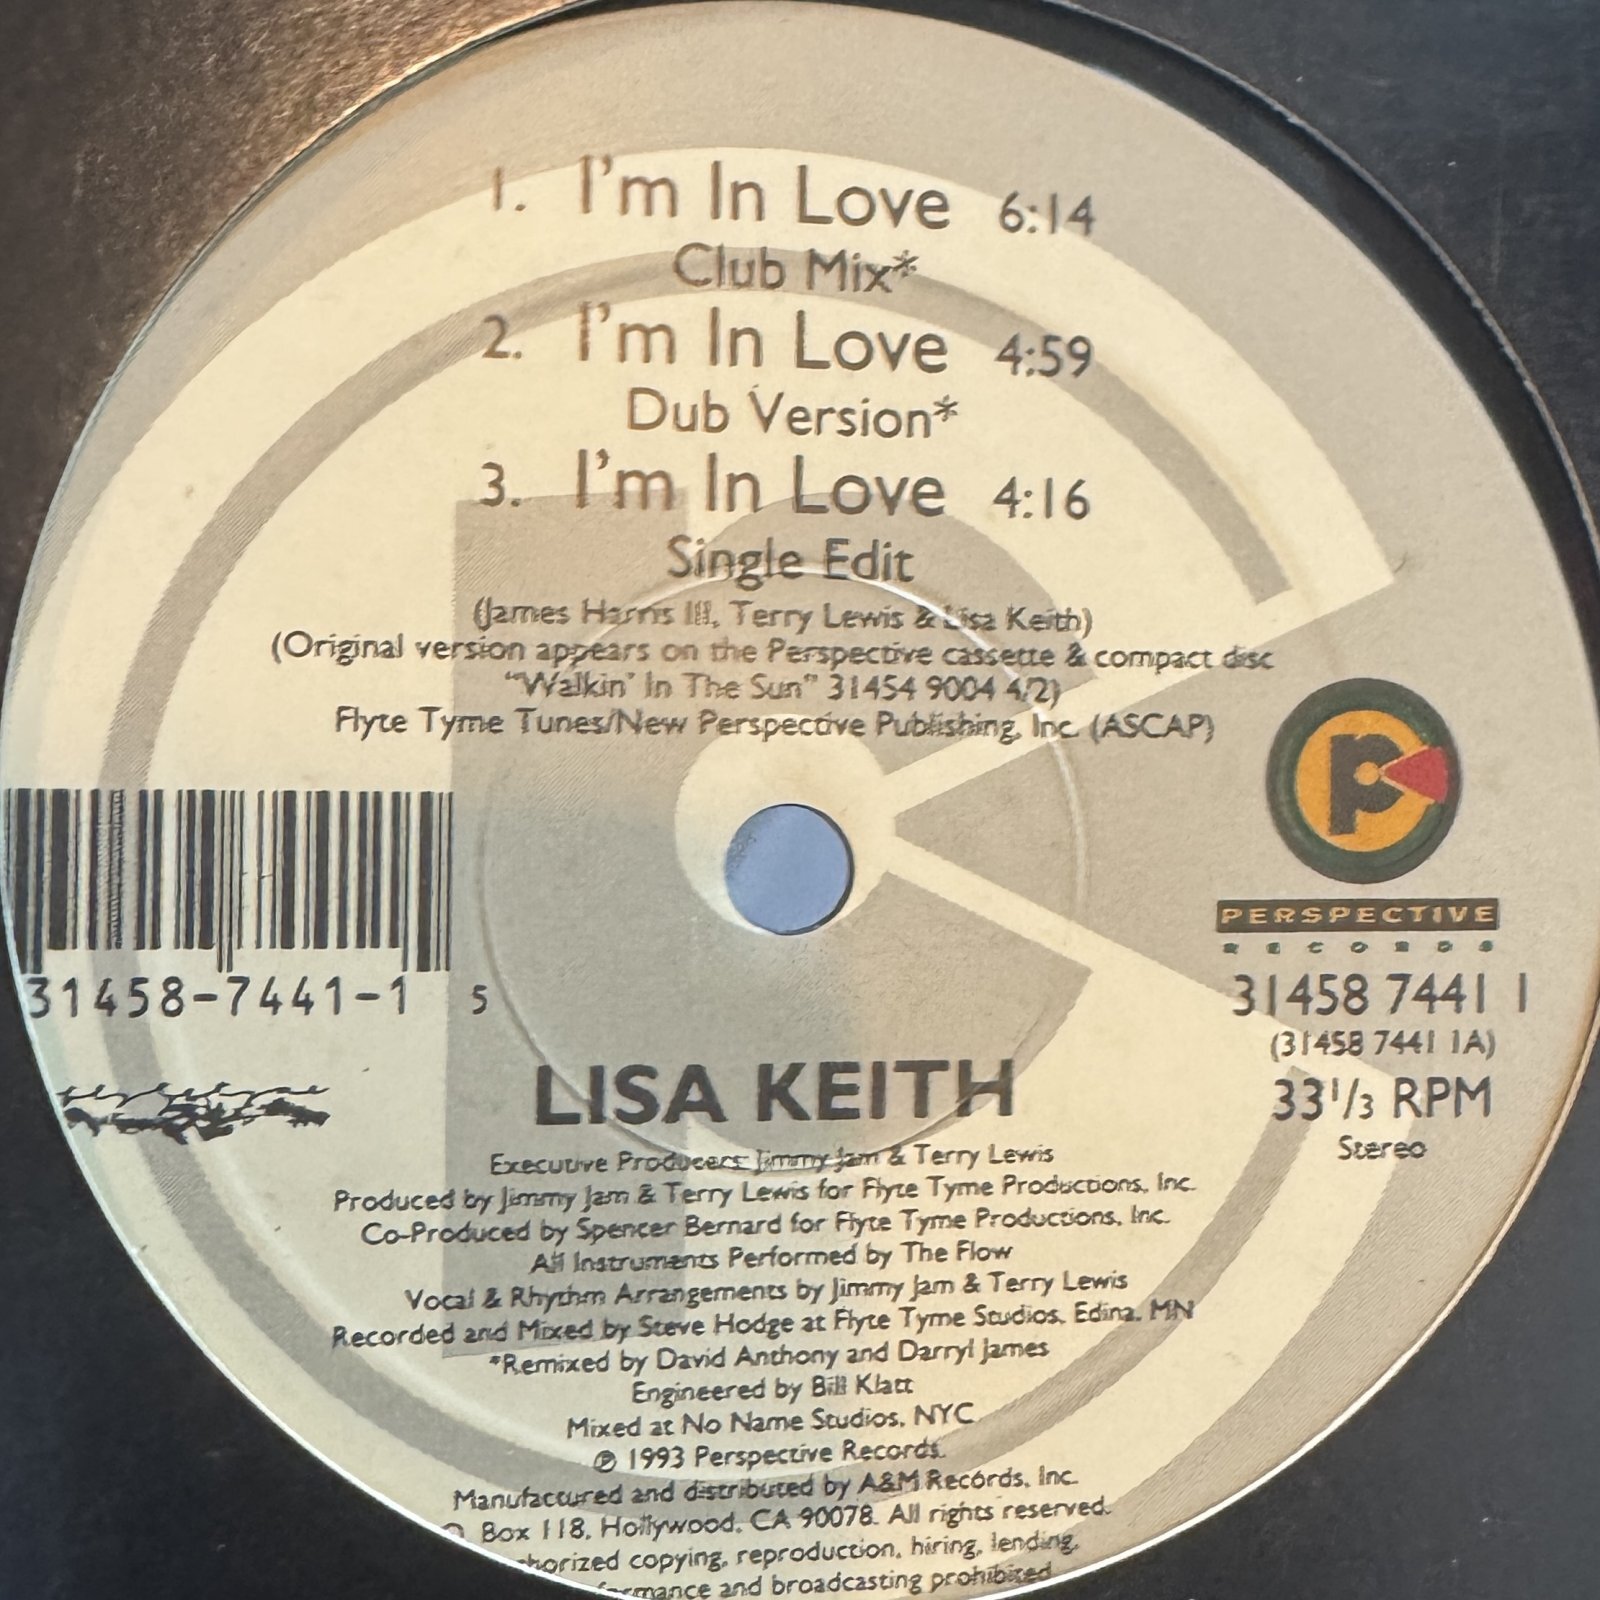 1. I'm In Love 6:14
Club Mix*
2. I'm In Love 4:59
Dub Version*
3. I'm In Love 4:16
Single Edit
(James Harris III, Terry Lewis & Lisa Keith)
(Original version appears on the Perspective cassette & compact disc
"Walkin' In The Sun" 31454 9004 4/2)
Flyte Tyme Tunes/New Perspective Publishing, Inc. (ASCAP)
P
PERSPECTIVE
RECORDS
31458-7441-1 5
31458 7441 1
(31458 7441 1A)
33 1/3 RPM
Stereo
LISA KEITH
Executive Producers: Jimmy Jam & Terry Lewis
Produced by Jimmy Jam & Terry Lewis for Flyte Tyme Productions, Inc.
Co-Produced by Spencer Bernard for Flyte Tyme Productions, Inc.
All Instruments Performed by The Flow
Vocal & Rhythm Arrangements by Jimmy Jam & Terry Lewis
Recorded and Mixed by Steve Hodge at Flyte Tyme Studios, Edina, MN
*Remixed by David Anthony and Darryl James
Engineered by Bill Klatt
Mixed at No Name Studios, NYC
℗ 1993 Perspective Records.
Manufactured and distributed by A&M Records, Inc.
Box 118, Hollywood, CA 90078. All rights reserved.
copying, reproduction, hiring, lending,
and broadcasting prohibited